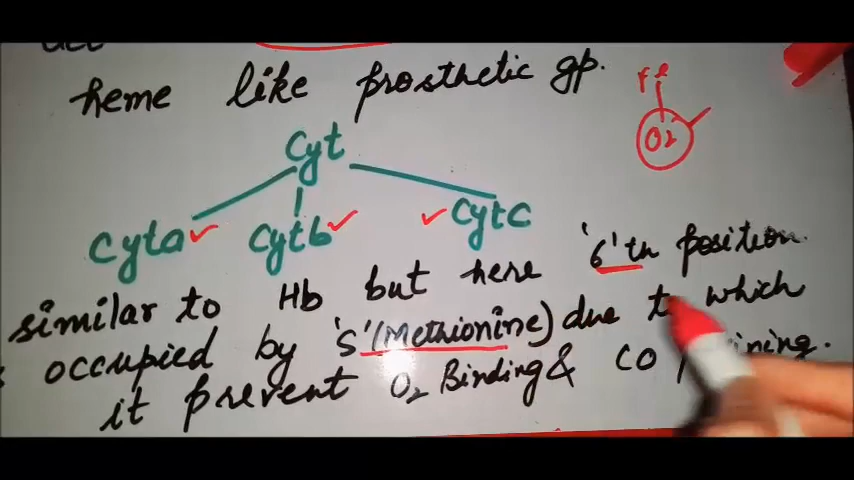 heme like prosthetic gp.
fe
O2
Cyt
Cyta Cytb Cytc
similar to Hb but here '6'th position
occupied by 'S'(Methionine) due to which
it prevent O2 Binding & CO